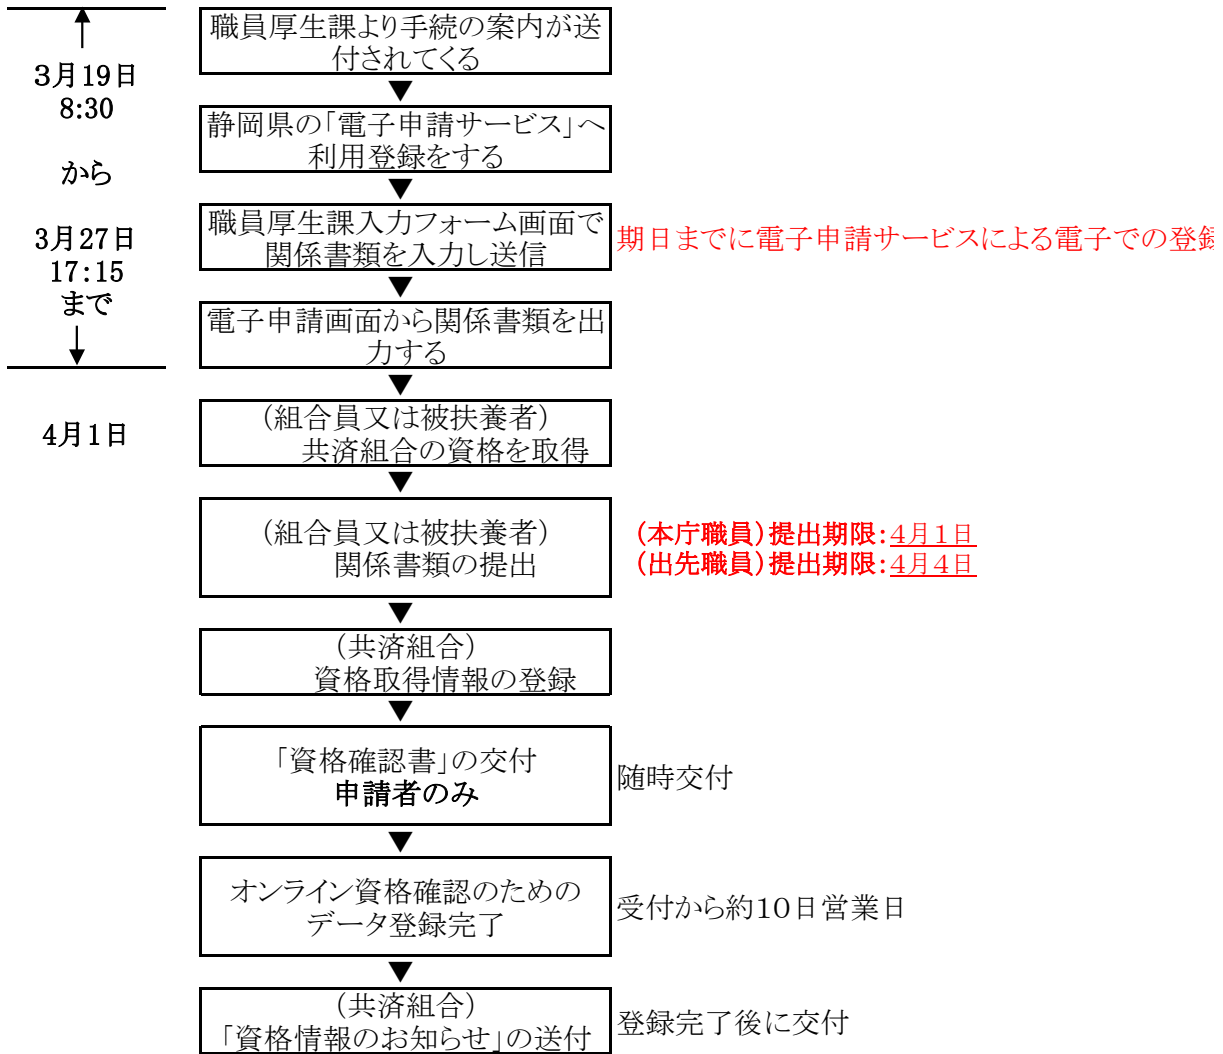 職員厚生課より手続の案内が送
付されてくる
3月19日
8:30
から
3月27日
17:15
まで
静岡県の「電子申請サービス」へ
利用登録をする
職員厚生課入力フォーム画面で
関係書類を入力し送信
期日までに電子申請サービスによる電子での登録
電子申請画面から関係書類を出
力する
4月1日
(組合員又は被扶養者)
共済組合の資格を取得
(組合員又は被扶養者)
関係書類の提出
(本庁職員)提出期限:4月1日
(出先職員)提出期限:4月4日
(共済組合)
資格取得情報の登録
「資格確認書」の交付
申請者のみ
随時交付
オンライン資格確認のための
データ登録完了
受付から約10日営業日
(共済組合)
「資格情報のお知らせ」の送付
登録完了後に交付